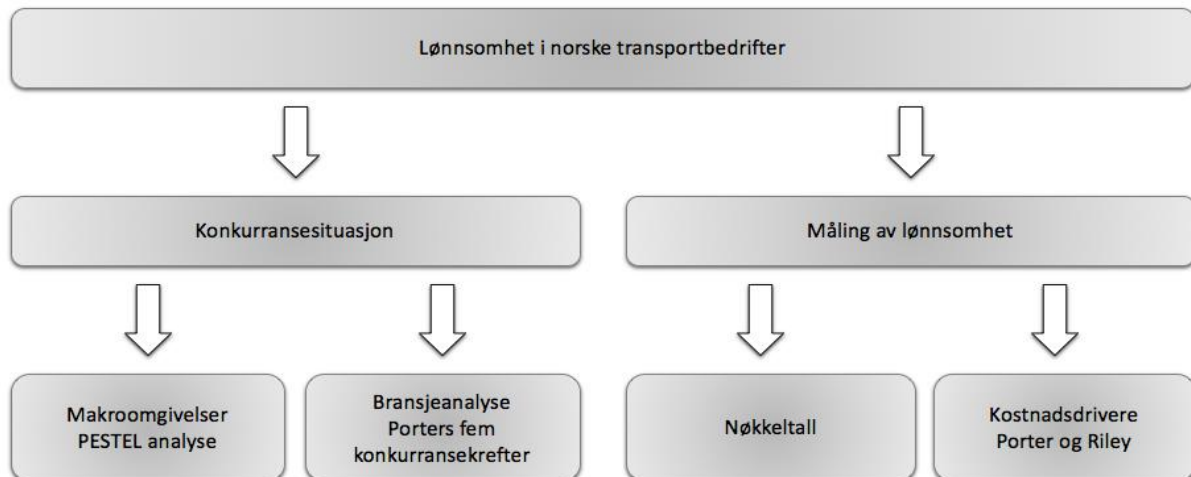 Lønnsomhet i norske transportbedrifter
Konkurransesituasjon
Måling av lønnsomhet
Makroomgivelser
PESTEL analyse
Bransjeanalyse
Porters fem
konkurransekrefter
Nøkkeltall
Kostnadsdrivere
Porter og Riley